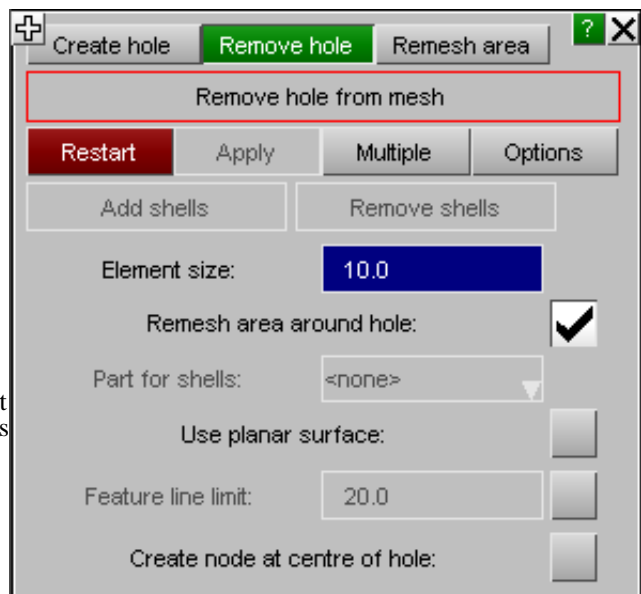 Create hole Remove hole Remesh area ?
Remove hole from mesh
Restart Apply Multiple Options
Add shells Remove shells
Element size: 10.0
Remesh area around hole:
Part for shells: <none>
t
s
Use planar surface:
Feature line limit: 20.0
Create node at centre of hole: